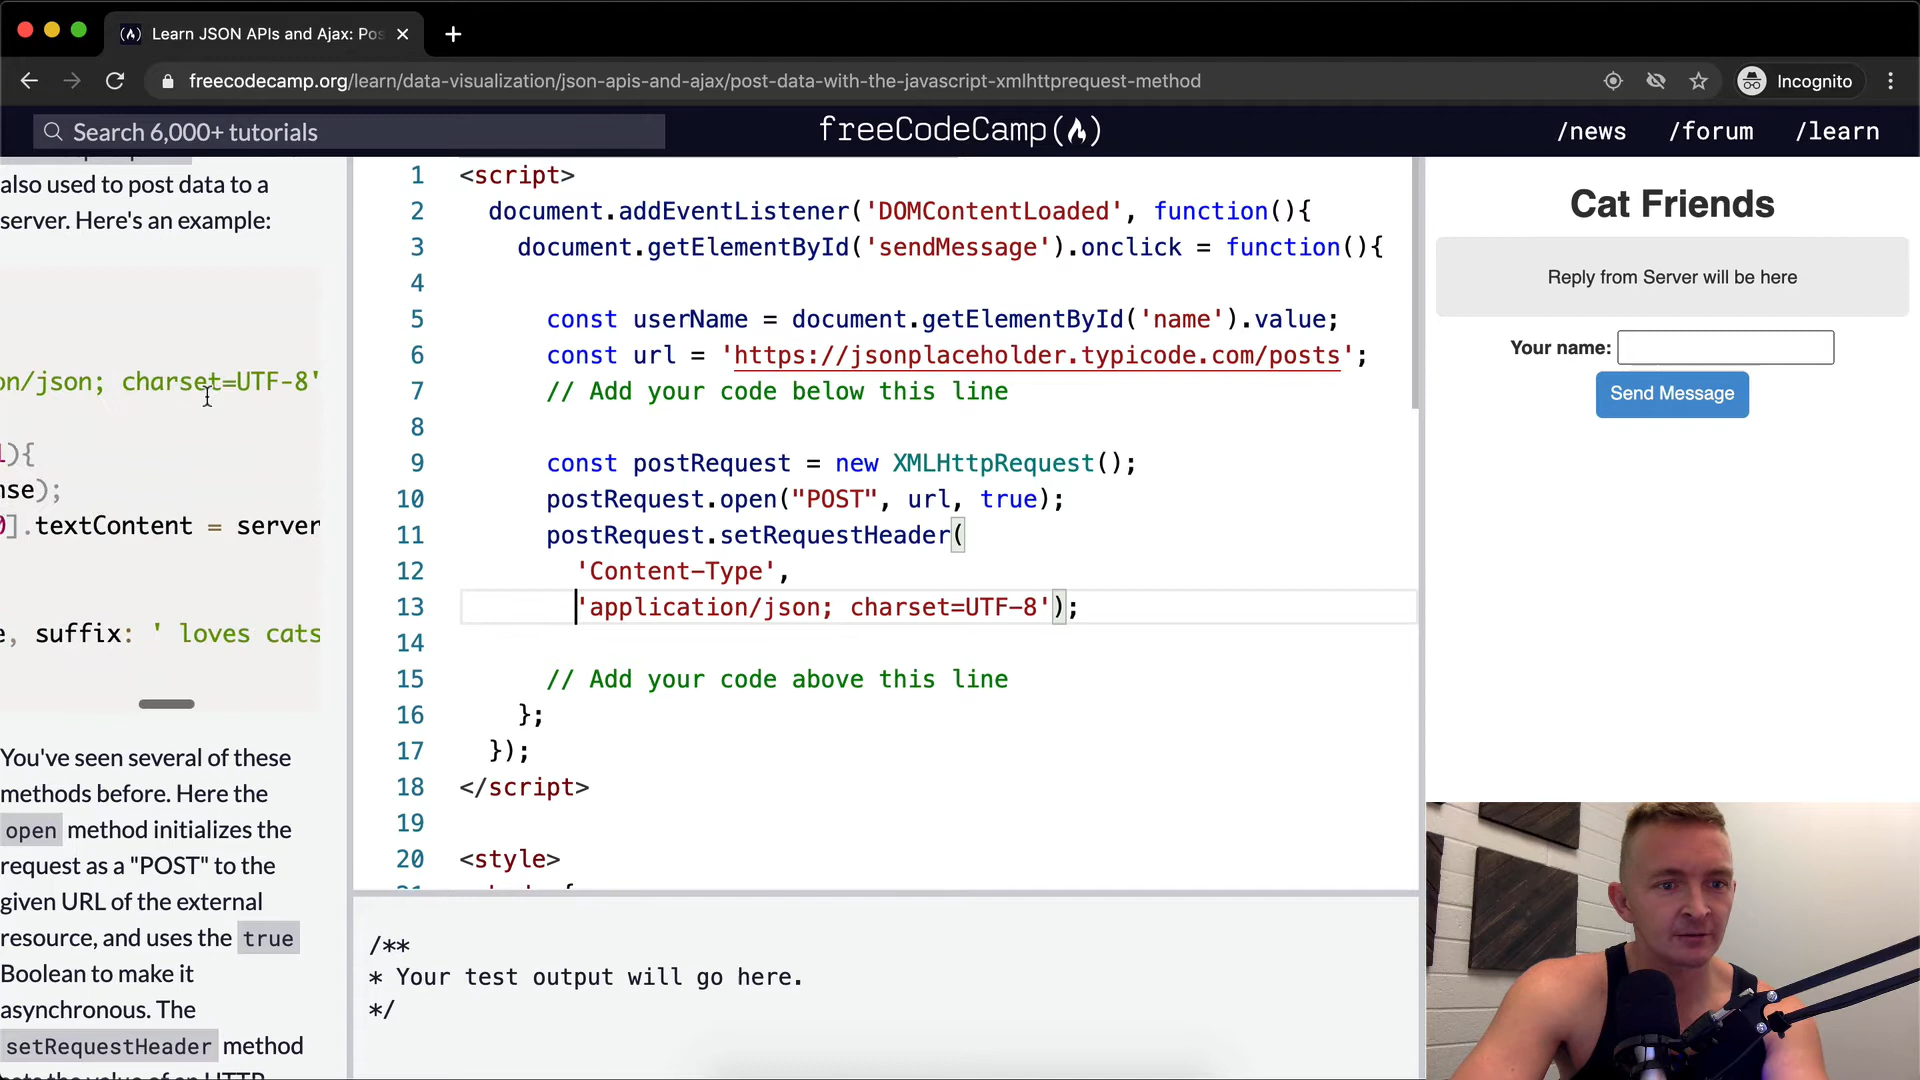 Learn JSON APIs and Ajax: Pos
freecodecamp.org/learn/data-visualization/json-apis-and-ajax/post-data-with-the-javascript-xmlhttprequest-method
Incognito
Search 6,000+ tutorials
freeCodeCamp
/news
/forum
/learn
also used to post data to a
server. Here's an example:
on/json; charset=UTF-8'
){
nse);
].textContent = server
e, suffix: ' loves cats
You've seen several of these
methods before. Here the
open method initializes the
request as a "POST" to the
given URL of the external
resource, and uses the true
Boolean to make it
asynchronous. The
setRequestHeader method
1 <script>
2 document.addEventListener('DOMContentLoaded', function(){
3 document.getElementById('sendMessage').onclick = function(){
4
5 const userName = document.getElementById('name').value;
6 const url = 'https://jsonplaceholder.typicode.com/posts';
7 // Add your code below this line
8
9 const postRequest = new XMLHttpRequest();
10 postRequest.open("POST", url, true);
11 postRequest.setRequestHeader(
12 'Content-Type',
13 'application/json; charset=UTF-8');
14
15 // Add your code above this line
16 };
17 });
18 </script>
19
20 <style>
/**
* Your test output will go here.
*/
Cat Friends
Reply from Server will be here
Your name:
Send Message